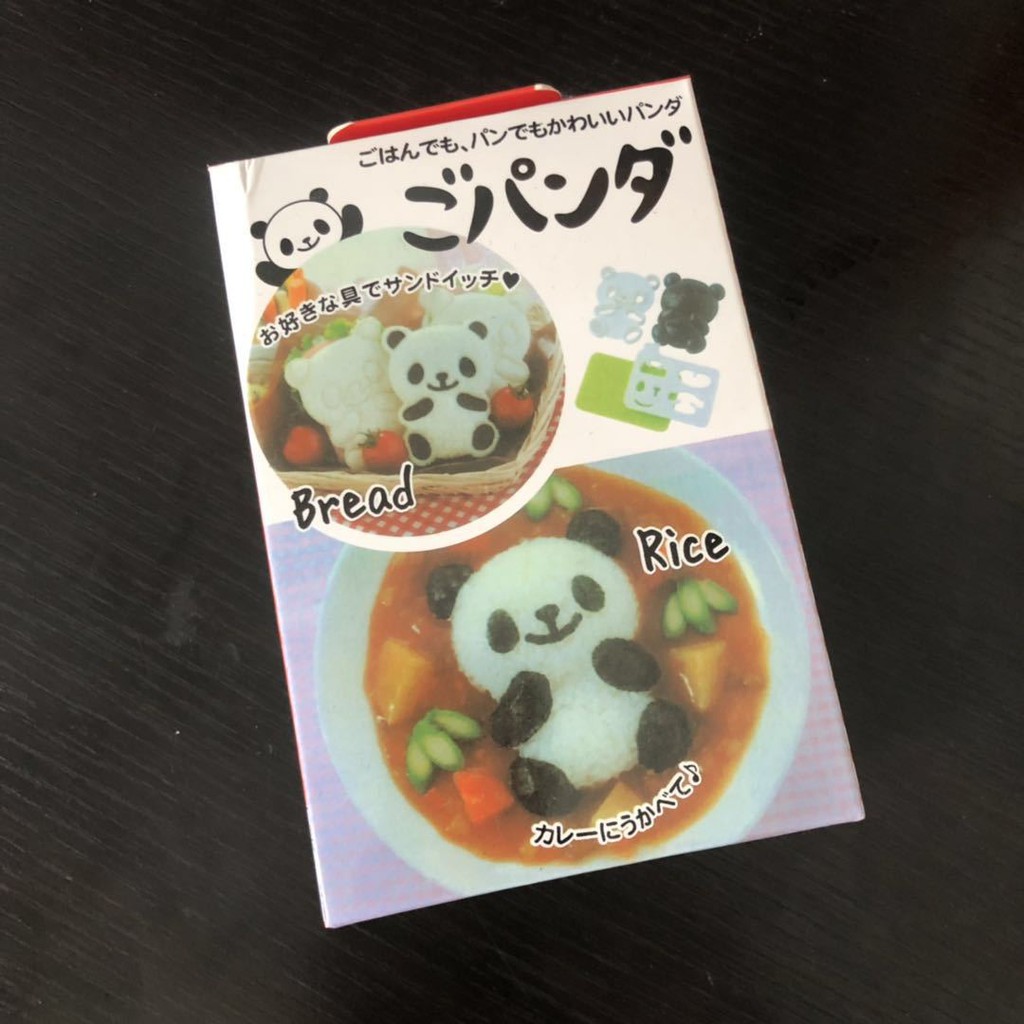 ごはんでも、パンでもかわいいパンダ
ごパンダ
お好きな具でサンドイッチ♥
Bread
Rice
カレーにうかべて♪